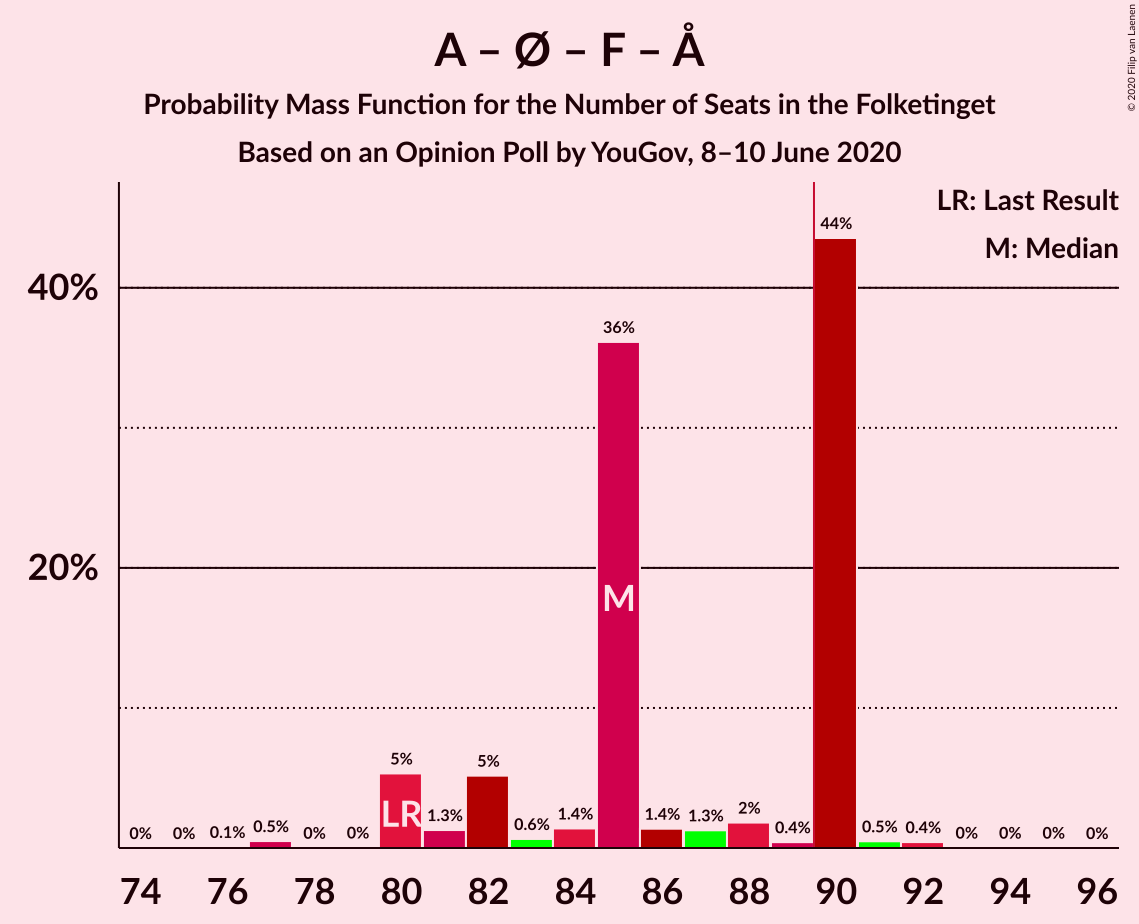 A – Ø – F – Å
Probability Mass Function for the Number of Seats in the Folketinget
Based on an Opinion Poll by YouGov, 8–10 June 2020
© 2020 Filip van Laenen
LR: Last Result
M: Median
40%
20%
0%
0%
0.1%
0.5%
0%
0%
5%
1.3%
5%
0.6%
1.4%
36%
1.4%
1.3%
2%
0.4%
44%
0.5%
0.4%
0%
0%
0%
0%
LR
M
74 76 78 80 82 84 86 88 90 92 94 96